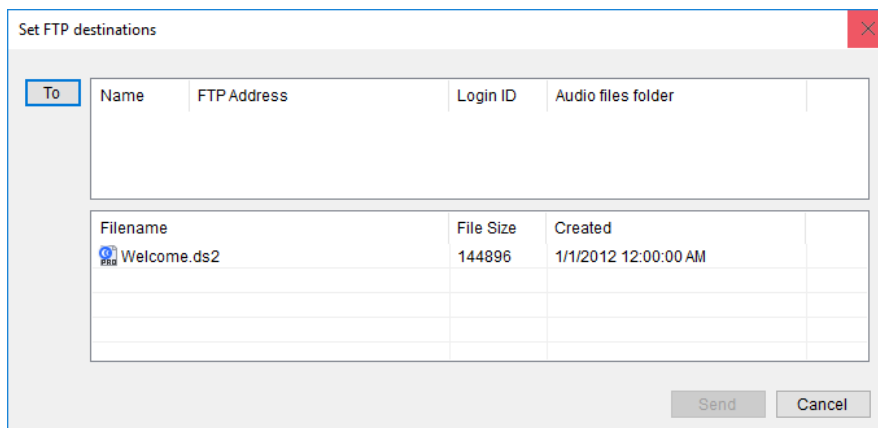 Set FTP destinations
To
Name FTP Address Login ID Audio files folder
Filename File Size Created
PRO Welcome.ds2 144896 1/1/2012 12:00:00 AM
Send Cancel